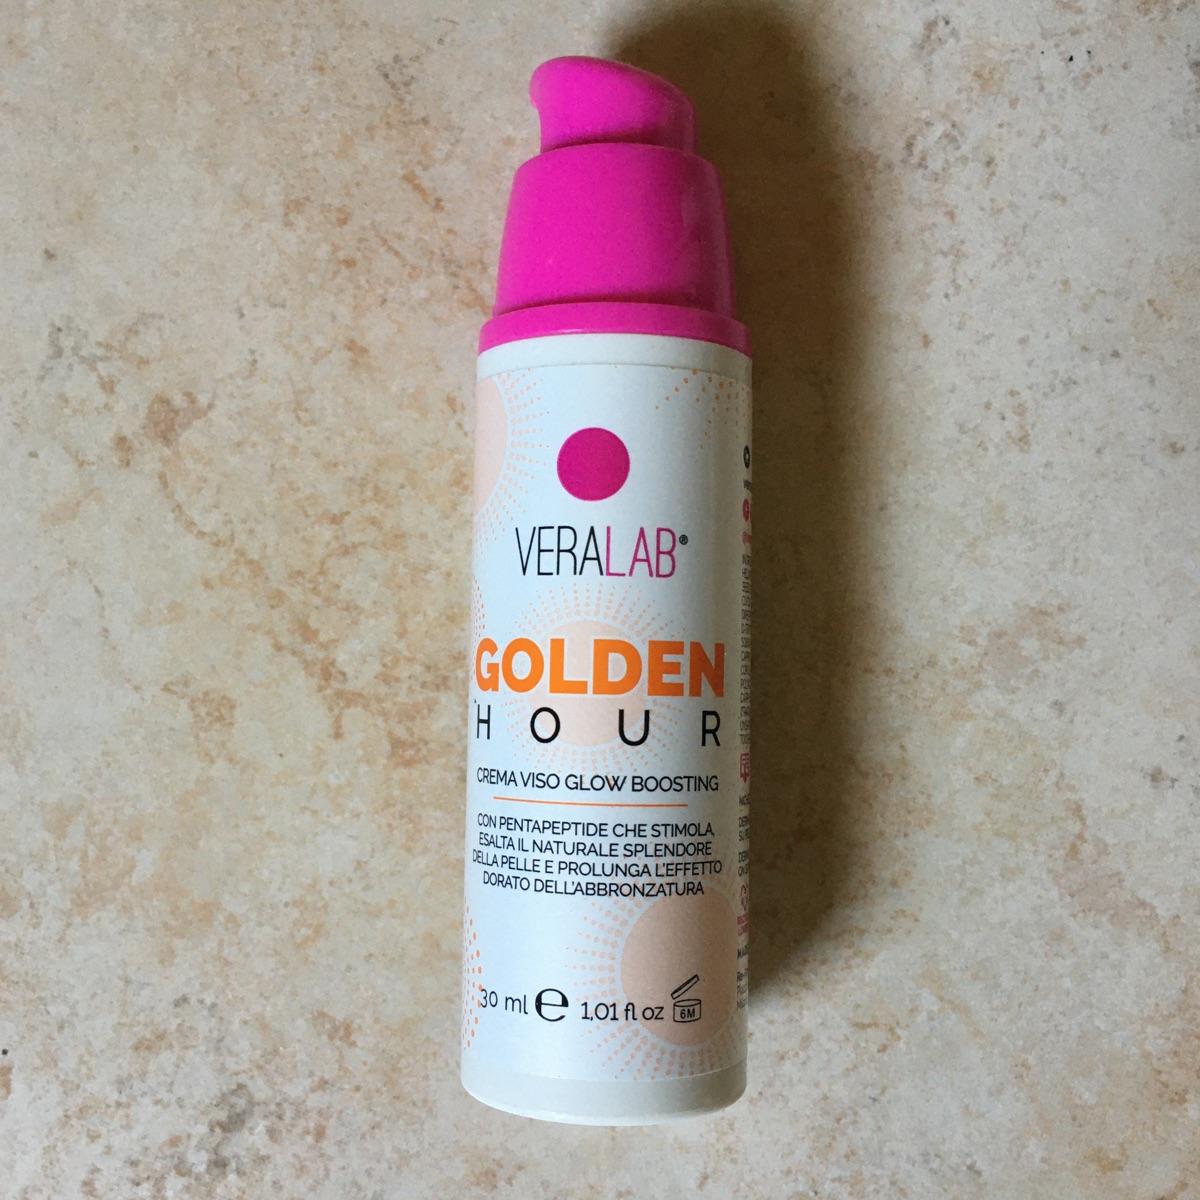 VERALAB®
GOLDEN
HOUR
CREMA VISO GLOW BOOSTING
CON PENTAPEPTIDE CHE STIMOLA,
ESALTA IL NATURALE SPLENDORE
DELLA PELLE E PROLUNGA L'EFFETTO
DORATO DELL'ABBRONZATURA
30 ml ℮ 1,01 fl oz 6M